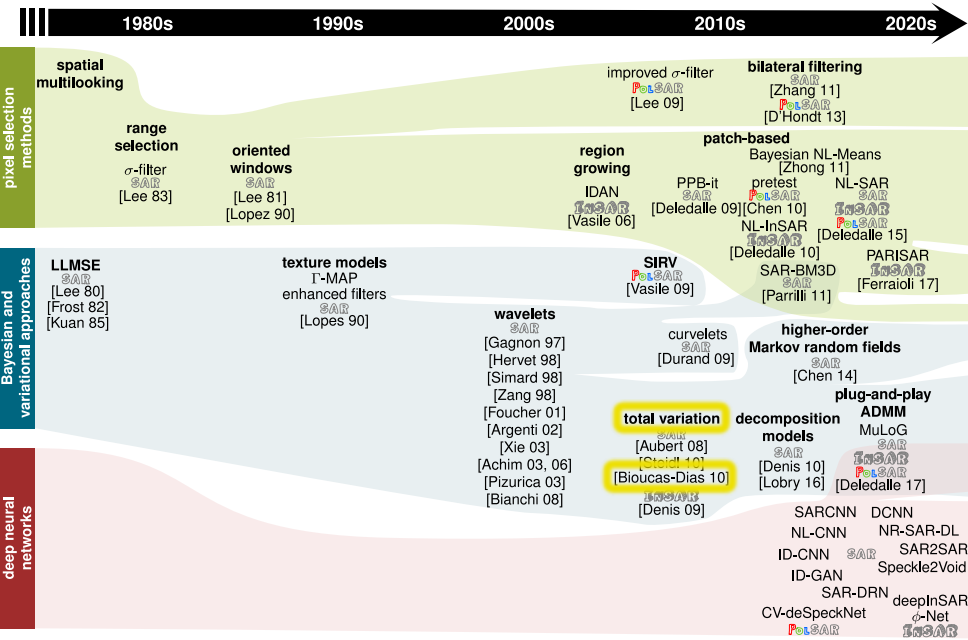 1980s 1990s 2000s 2010s 2020s
pixel selection
methods
spatial
multilooking
range
selection
σ-filter
SAR
[Lee 83]
oriented
windows
SAR
[Lee 81]
[Lopez 90]
improved σ-filter
PolSAR
[Lee 09]
bilateral filtering
SAR
[Zhang 11]
PolSAR
[D'Hondt 13]
region
growing
IDAN
InSAR
[Vasile 06]
patch-based
Bayesian NL-Means
[Zhong 11]
PPB-it
SAR
[Deledalle 09]
pretest
PolSAR
[Chen 10]
NL-InSAR
InSAR
[Deledalle 10]
NL-SAR
SAR
InSAR
PolSAR
[Deledalle 15]
SAR-BM3D
SAR
[Parrilli 11]
PARISAR
InSAR
[Ferraioli 17]
Bayesian and
variational approaches
LLMSE
SAR
[Lee 80]
[Frost 82]
[Kuan 85]
texture models
Γ-MAP
enhanced filters
SAR
[Lopes 90]
SIRV
PolSAR
[Vasile 09]
wavelets
SAR
[Gagnon 97]
[Hervet 98]
[Simard 98]
[Zang 98]
[Foucher 01]
[Argenti 02]
[Xie 03]
[Achim 03, 06]
[Pizurica 03]
[Bianchi 08]
curvelets
SAR
[Durand 09]
higher-order
Markov random fields
SAR
[Chen 14]
total variation
SAR
[Aubert 08]
[Steidl 10]
[Bioucas-Dias 10]
InSAR
[Denis 09]
decomposition
models
SAR
[Denis 10]
[Lobry 16]
plug-and-play
ADMM
MuLoG
SAR
InSAR
PolSAR
[Deledalle 17]
deep neural
networks
SARCNN DCNN
NL-CNN NR-SAR-DL
ID-CNN SAR SAR2SAR
Speckle2Void
ID-GAN
SAR-DRN
CV-deSpeckNet
PolSAR
deepInSAR
ϕ-Net
InSAR